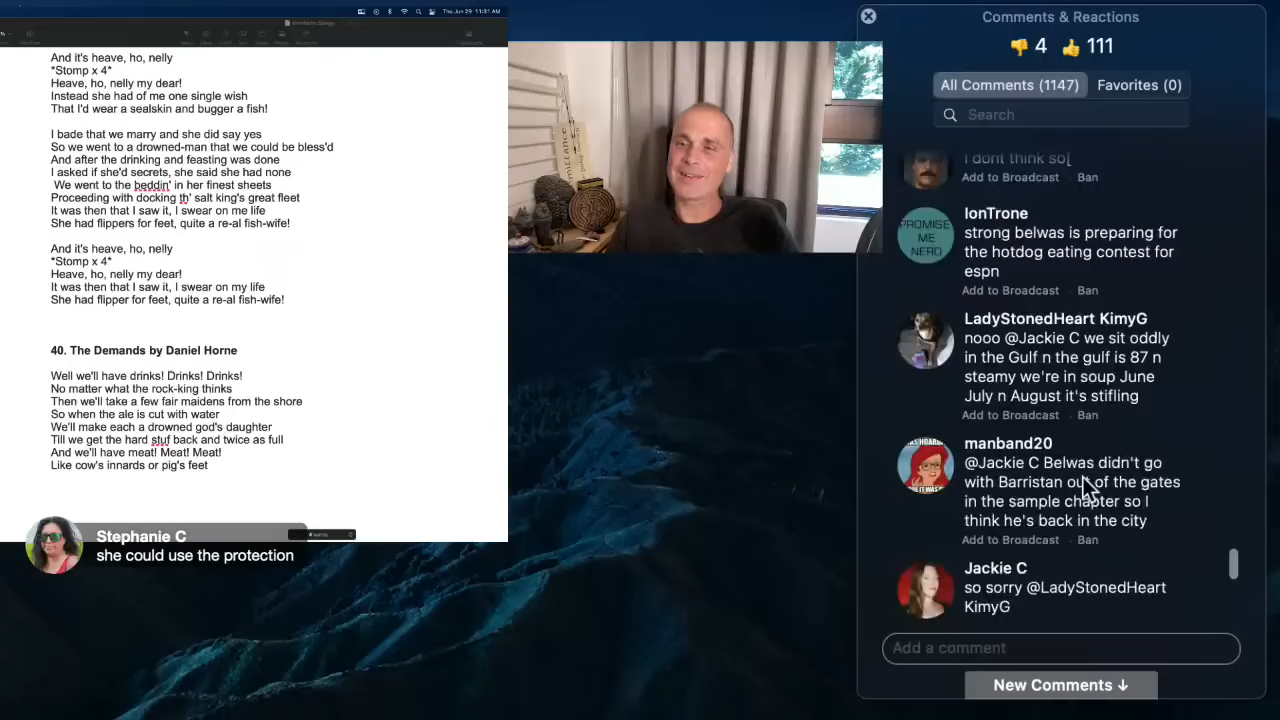 Thu Jun 29 11:31 AM
And it's heave, ho, nelly
*Stomp x 4*
Heave, ho, nelly my dear!
Instead she had of me one single wish
That I'd wear a sealskin and bugger a fish!
I bade that we marry and she did say yes
So we went to a drowned-man that we could be bless'd
And after the drinking and feasting was done
I asked if she'd secrets, she said she had none
We went to the beddin' in her finest sheets
Proceeding with docking th' salt king's great fleet
It was then that I saw it, I swear on me life
She had flippers for feet, quite a re-al fish-wife!
And it's heave, ho, nelly
*Stomp x 4*
Heave, ho, nelly my dear!
It was then that I saw it, I swear on my life
She had flipper for feet, quite a re-al fish-wife!
40. The Demands by Daniel Horne
Well we'll have drinks! Drinks! Drinks!
No matter what the rock-king thinks
Then we'll take a few fair maidens from the shore
So when the ale is cut with water
We'll make each a drowned god's daughter
Till we get the hard stuf back and twice as full
And we'll have meat! Meat! Meat!
Like cow's innards or pig's feet
Stephanie C
she could use the protection
Comments & Reactions
👎 4 👍 111
All Comments (1147) Favorites (0)
Search
I dont think so[
Add to Broadcast · Ban
IonTrone
strong belwas is preparing for
the hotdog eating contest for
espn
Add to Broadcast · Ban
LadyStonedHeart KimyG
nooo @Jackie C we sit oddly
in the Gulf n the gulf is 87 n
steamy we're in soup June
July n August it's stifling
Add to Broadcast · Ban
manband20
@Jackie C Belwas didn't go
with Barristan out of the gates
in the sample chapter so I
think he's back in the city
Add to Broadcast · Ban
Jackie C
so sorry @LadyStonedHeart
KimyG
Add a comment
New Comments ↓
PROMISE
ME
NERD